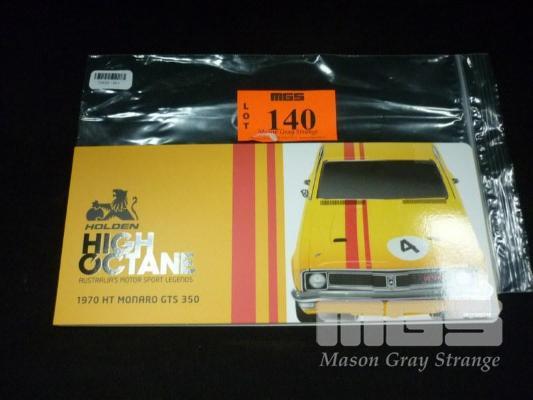 MGS
LOT
140
Mason Gray Strange
HOLDEN
HIGH
OCTANE
AUSTRALIA'S MOTOR SPORT LEGENDS
1970 HT MONARO GTS 350
4
MGS
Mason Gray Strange